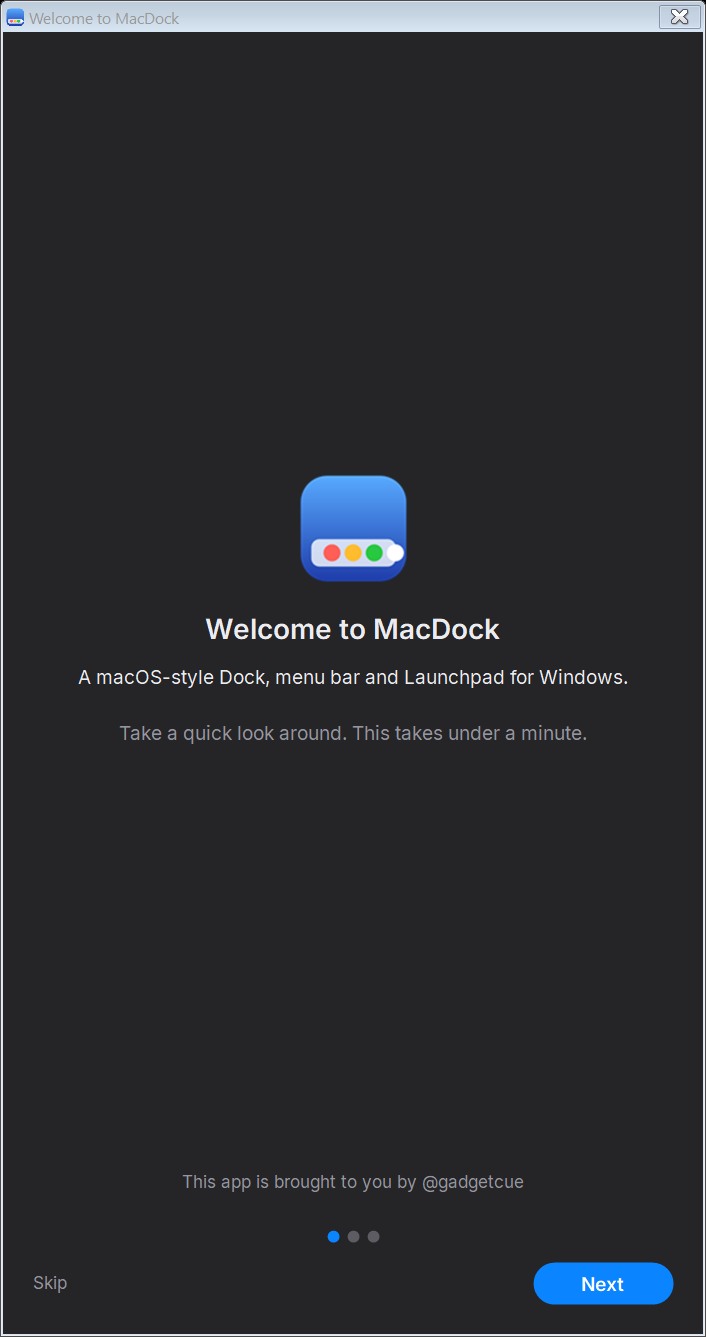 Welcome to MacDock
Welcome to MacDock
A macOS-style Dock, menu bar and Launchpad for Windows.
Take a quick look around. This takes under a minute.
This app is brought to you by @gadgetcue
Skip
Next